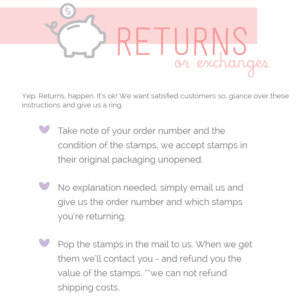 $
RETURNS
or exchanges
Yep. Returns, happen. It's ok! We want satisfied customers so, glance over these
instructions and give us a ring.
Take note of your order number and the
condition of the stamps, we accept stamps in
their original packaging unopened.
No explanation needed, simply email us and
give us the order number and which stamps
you're returning.
Pop the stamps in the mail to us. When we get
them we'll contact you - and refund you the
value of the stamps. **we can not refund
shipping costs.